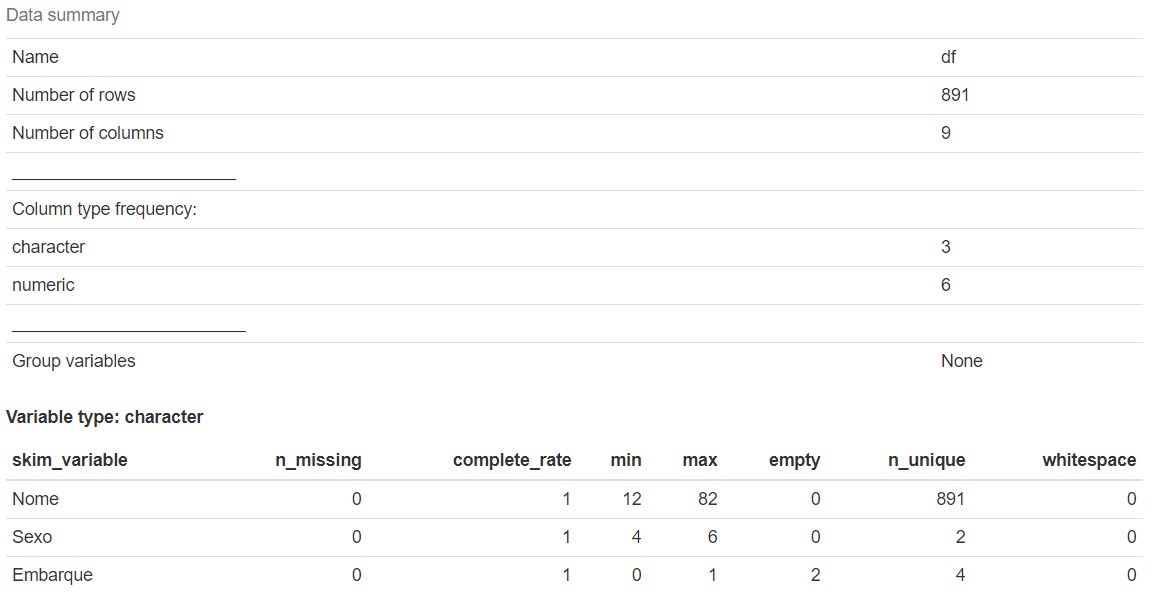 Data summary
Name df
Number of rows 891
Number of columns 9
_______________________
Column type frequency:
character 3
numeric 6
________________________
Group variables None
Variable type: character
skim_variable n_missing complete_rate min max empty n_unique whitespace
Nome 0 1 12 82 0 891 0
Sexo 0 1 4 6 0 2 0
Embarque 0 1 0 1 2 4 0